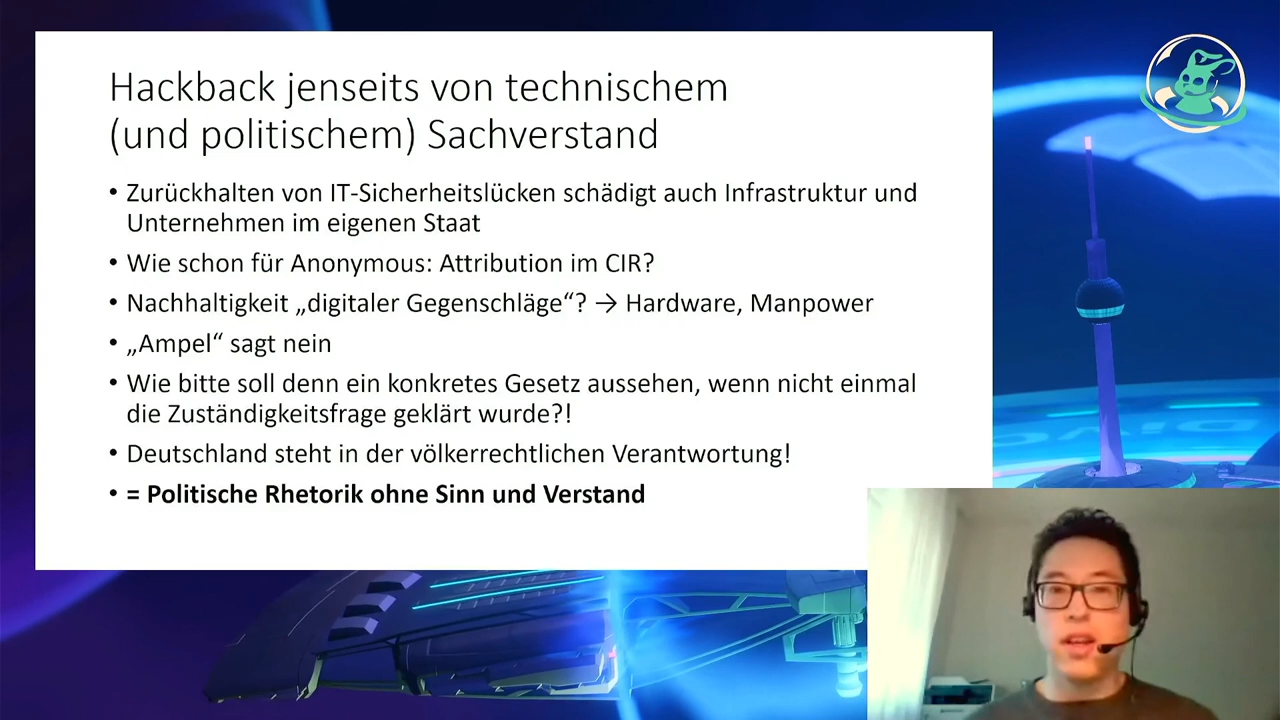 Hackback jenseits von technischem
(und politischem) Sachverstand
• Zurückhalten von IT-Sicherheitslücken schädigt auch Infrastruktur und
Unternehmen im eigenen Staat
• Wie schon für Anonymous: Attribution im CIR?
• Nachhaltigkeit „digitaler Gegenschläge“? → Hardware, Manpower
• „Ampel“ sagt nein
• Wie bitte soll denn ein konkretes Gesetz aussehen, wenn nicht einmal
die Zuständigkeitsfrage geklärt wurde?!
• Deutschland steht in der völkerrechtlichen Verantwortung!
• = Politische Rhetorik ohne Sinn und Verstand